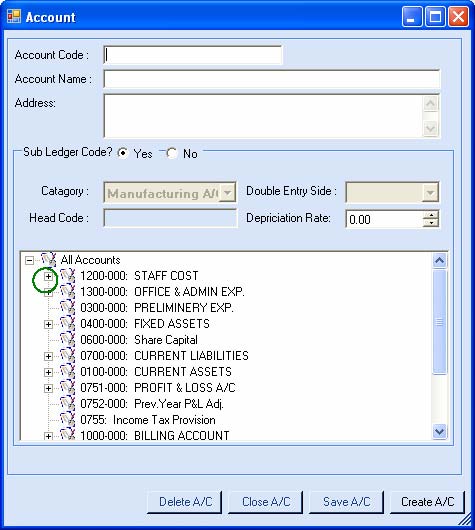 Account
Account Code :
Account Name :
Address:
Sub Ledger Code? Yes No
Catagory : Manufacturing A/C Double Entry Side :
Head Code : Depriciation Rate: 0.00
All Accounts
1200-000: STAFF COST
1300-000: OFFICE & ADMIN EXP.
0300-000: PRELIMINERY EXP.
0400-000: FIXED ASSETS
0600-000: Share Capital
0700-000: CURRENT LIABILITIES
0100-000: CURRENT ASSETS
0751-000: PROFIT & LOSS A/C
0752-000: Prev.Year P&L Adj.
0755: Income Tax Provision
1000-000: BILLING ACCOUNT
Delete A/C Close A/C Save A/C Create A/C